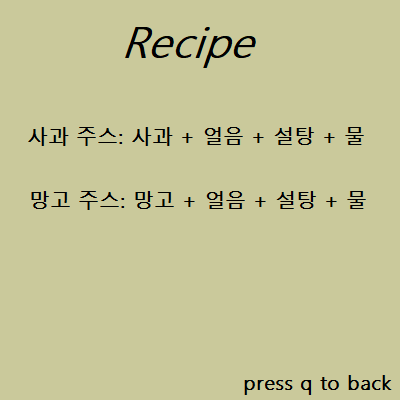 Recipe
사과 주스: 사과 + 얼음 + 설탕 + 물
망고 주스: 망고 + 얼음 + 설탕 + 물
press q to back